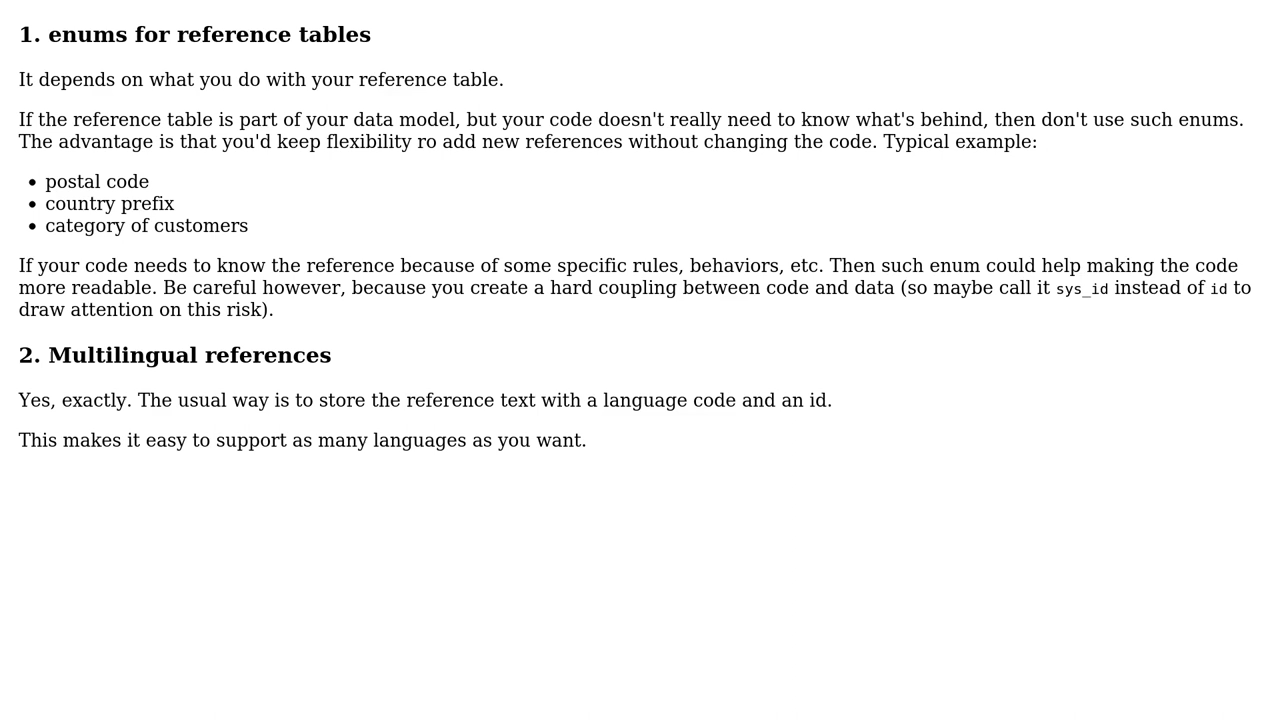 1. enums for reference tables
It depends on what you do with your reference table.
If the reference table is part of your data model, but your code doesn't really need to know what's behind, then don't use such enums.
The advantage is that you'd keep flexibility ro add new references without changing the code. Typical example:
• postal code
• country prefix
• category of customers
If your code needs to know the reference because of some specific rules, behaviors, etc. Then such enum could help making the code
more readable. Be careful however, because you create a hard coupling between code and data (so maybe call it sys_id instead of id to
draw attention on this risk).
2. Multilingual references
Yes, exactly. The usual way is to store the reference text with a language code and an id.
This makes it easy to support as many languages as you want.